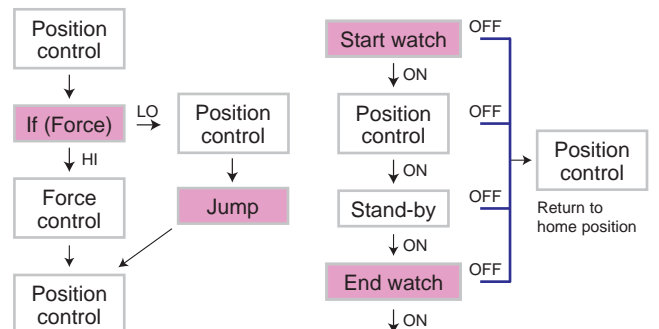 Position
control
If (Force)
LO
Position
control
HI
Force
control
Jump
Position
control
Start watch
OFF
ON
Position
control
OFF
ON
Stand-by
OFF
ON
End watch
OFF
ON
Position
control
Return to
home position